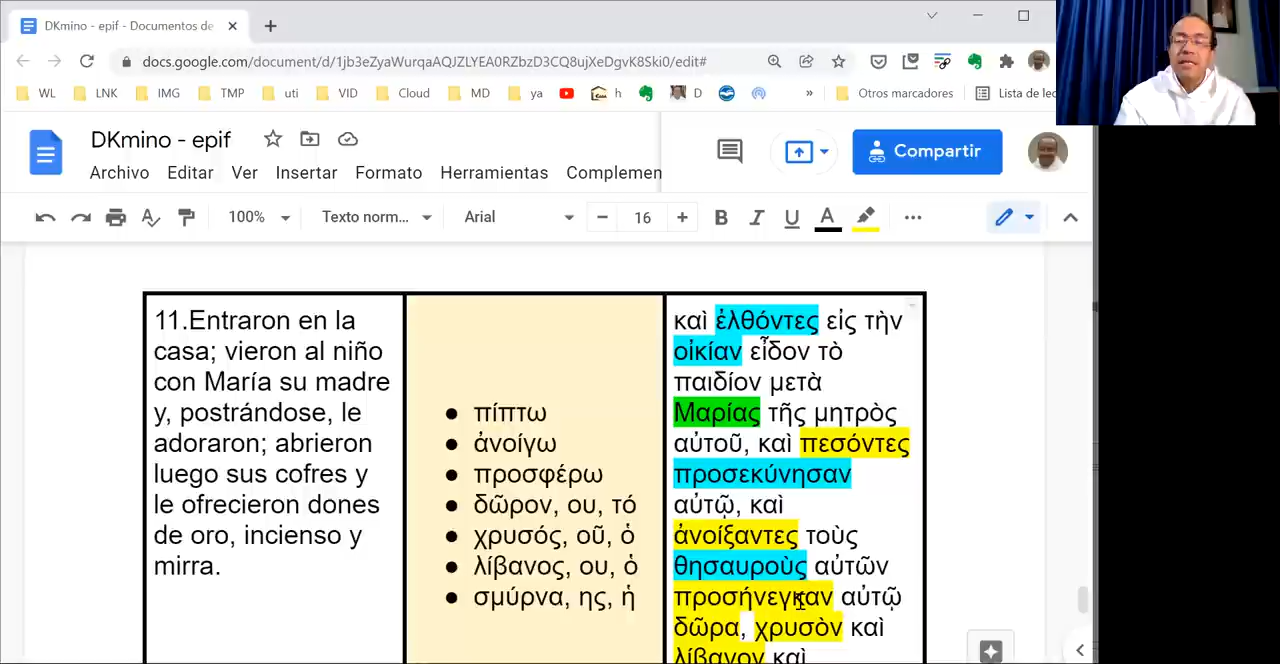 DKmino - epif - Documentos de
docs.google.com/document/d/1jb3eZyaWurqaAQJZLYEA0RZbzD3CQ8ujXeDgvK8Ski0/edit#
WL LNK IMG TMP uti VID Cloud MD ya h D » Otros marcadores Lista de lec
DKmino - epif
Archivo Editar Ver Insertar Formato Herramientas Complemen
Compartir
100% Texto norm... Arial − 16 + B I U A
11.Entraron en la
casa; vieron al niño
con María su madre
y, postrándose, le
adoraron; abrieron
luego sus cofres y
le ofrecieron dones
de oro, incienso y
mirra.
● πίπτω
● ἀνοίγω
● προσφέρω
● δῶρον, ου, τό
● χρυσός, οῦ, ὁ
● λίβανος, ου, ὁ
● σμύρνα, ης, ἡ
καὶ ἐλθόντες εἰς τὴν
οἰκίαν εἶδον τὸ
παιδίον μετὰ
Μαρίας τῆς μητρὸς
αὐτοῦ, καὶ πεσόντες
προσεκύνησαν
αὐτῷ, καὶ
ἀνοίξαντες τοὺς
θησαυροὺς αὐτῶν
προσήνεγκαν αὐτῷ
δῶρα, χρυσὸν καὶ
λίβανον καὶ